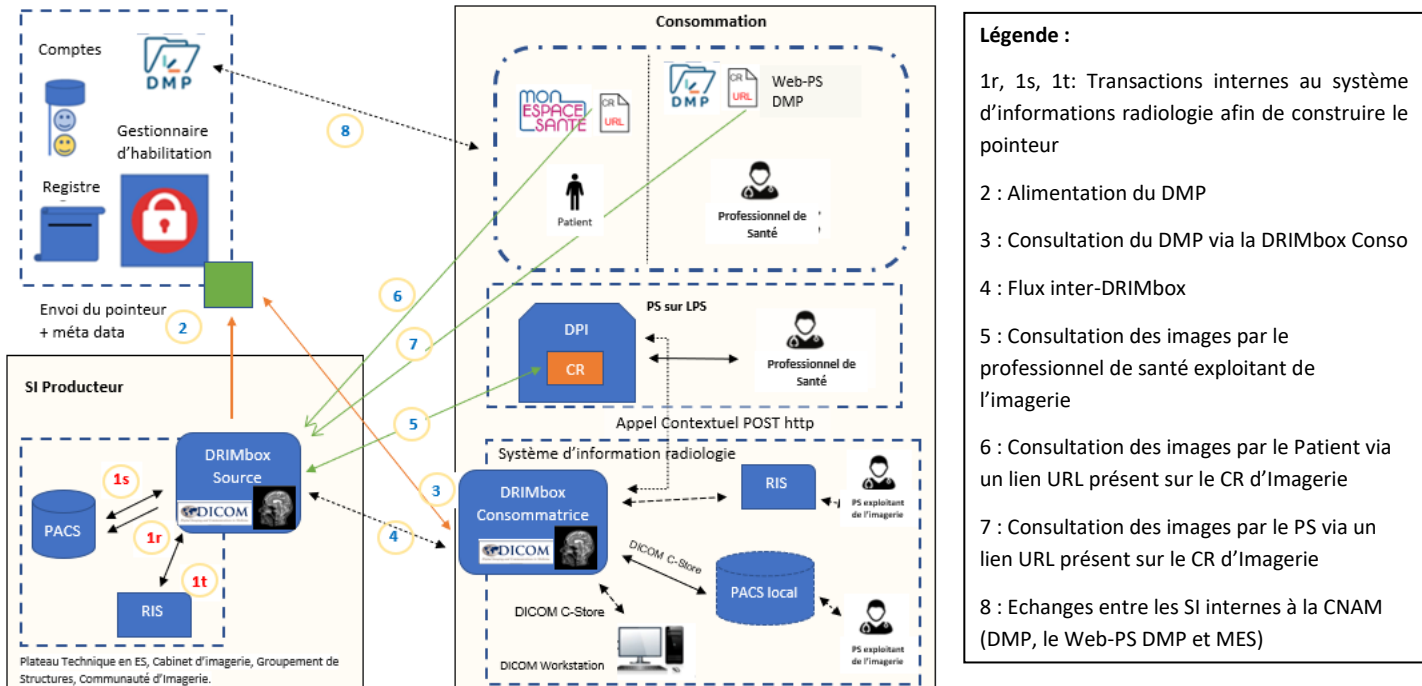 Comptes
DMP
Gestionnaire
d'habilitation
Registre
Envoi du pointeur
+ méta data
2
8
Consommation
MON
ESPACE
SANTÉ
CR
URL
DMP
CR
URL
Web-PS
DMP
Patient
Professionnel de
Santé
6
7
PS sur LPS
DPI
CR
Professionnel de
Santé
5
Appel Contextuel POST http
SI Producteur
DRIMbox
Source
DICOM
1s
PACS
1r
1t
RIS
Plateau Technique en ES, Cabinet d'imagerie, Groupement de
Structures, Communauté d'Imagerie.
3
4
Système d'information radiologie
DRIMbox
Consommatrice
DICOM
RIS
PS exploitant
de l'imagerie
DICOM C-Store
PACS local
DICOM C-Store
DICOM Workstation
PS exploitant
de l'imagerie
Légende :
1r, 1s, 1t: Transactions internes au système
d'informations radiologie afin de construire le
pointeur
2 : Alimentation du DMP
3 : Consultation du DMP via la DRIMbox Conso
4 : Flux inter-DRIMbox
5 : Consultation des images par le
professionnel de santé exploitant de
l'imagerie
6 : Consultation des images par le Patient via
un lien URL présent sur le CR d'Imagerie
7 : Consultation des images par le PS via un
lien URL présent sur le CR d'Imagerie
8 : Echanges entre les SI internes à la CNAM
(DMP, le Web-PS DMP et MES)